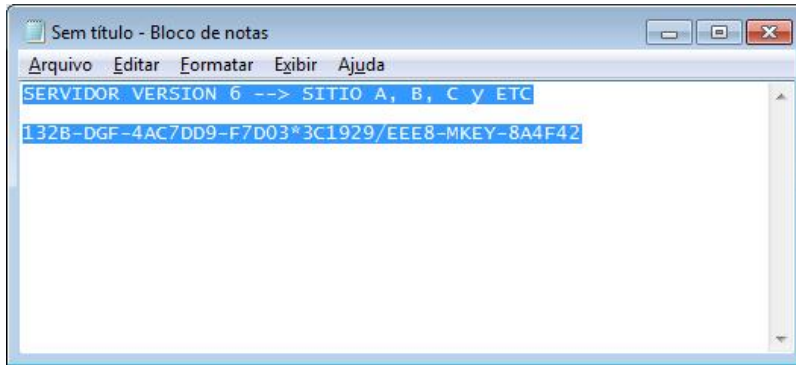 Sem título - Bloco de notas
Arquivo Editar Formatar Exibir Ajuda
SERVIDOR VERSION 6 --> SITIO A, B, C y ETC
132B-DGF-4AC7DD9-F7D03*3C1929/EEE8-MKEY-8A4F42